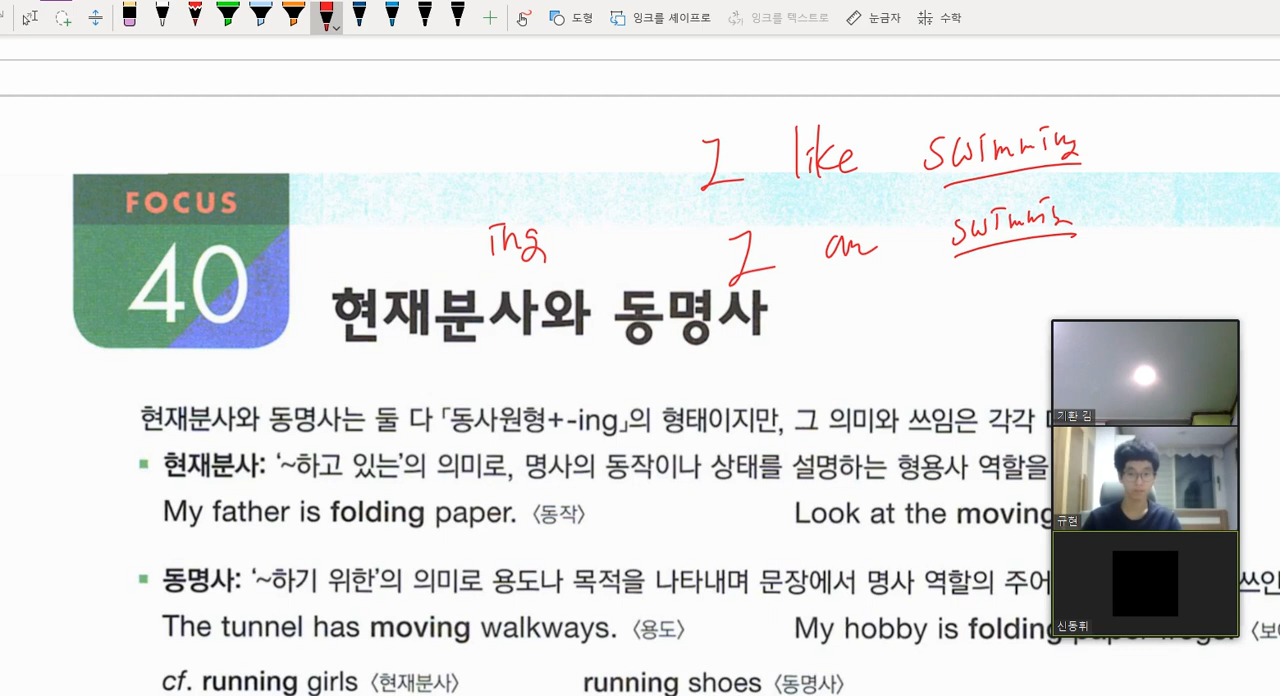 도형 잉크를 셰이프로 잉크를 텍스트로 눈금자 수학
I like swimming
FOCUS
40
ing
I am swimming
현재분사와 동명사
현재분사와 동명사는 둘 다 「동사원형+-ing」의 형태이지만, 그 의미와 쓰임은 각각
기환 김
현재분사: ‘~하고 있는’의 의미로, 명사의 동작이나 상태를 설명하는 형용사 역할을
My father is folding paper. 〈동작〉 Look at the moving
규현
동명사: ‘~하기 위한’의 의미로 용도나 목적을 나타내며 문장에서 명사 역할의 주어 쓰인
The tunnel has moving walkways. 〈용도〉 My hobby is folding
신동휘
cf. running girls 〈현재분사〉 running shoes 〈동명사〉